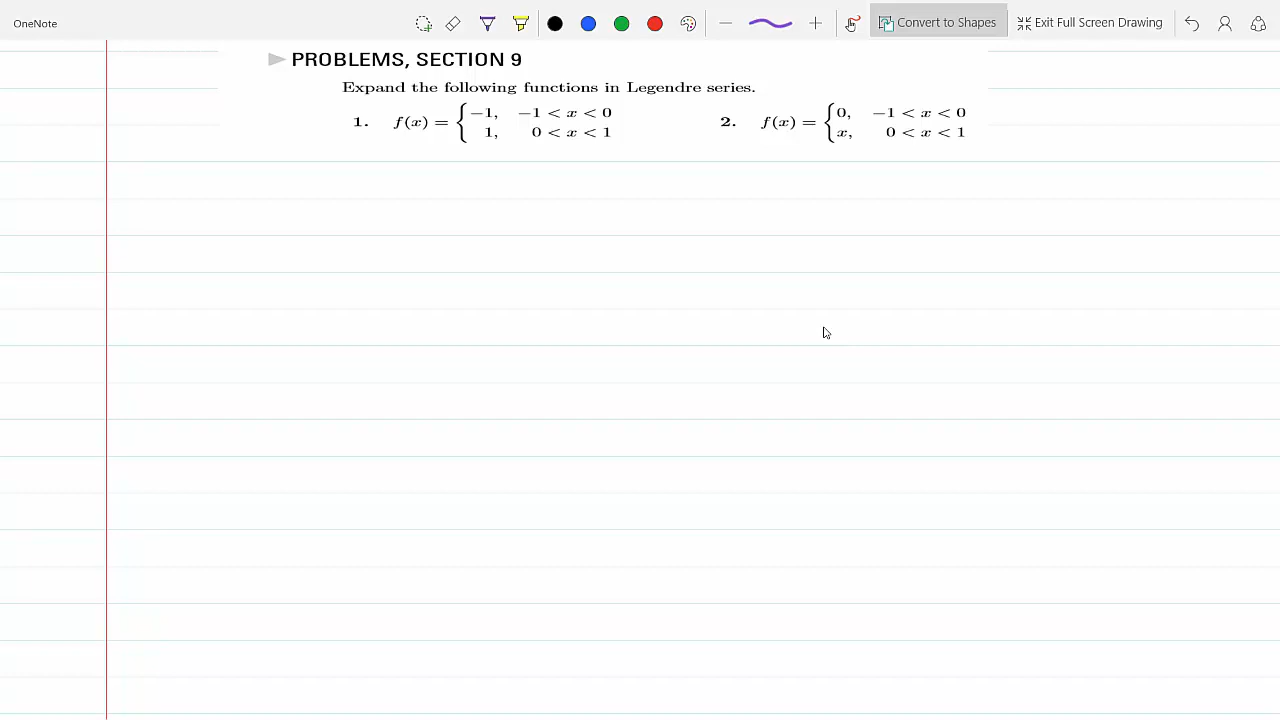 OneNote
Convert to Shapes
Exit Full Screen Drawing
PROBLEMS, SECTION 9
Expand the following functions in Legendre series.
1. f(x) = { −1, −1 < x < 0
1, 0 < x < 1
2. f(x) = { 0, −1 < x < 0
x, 0 < x < 1